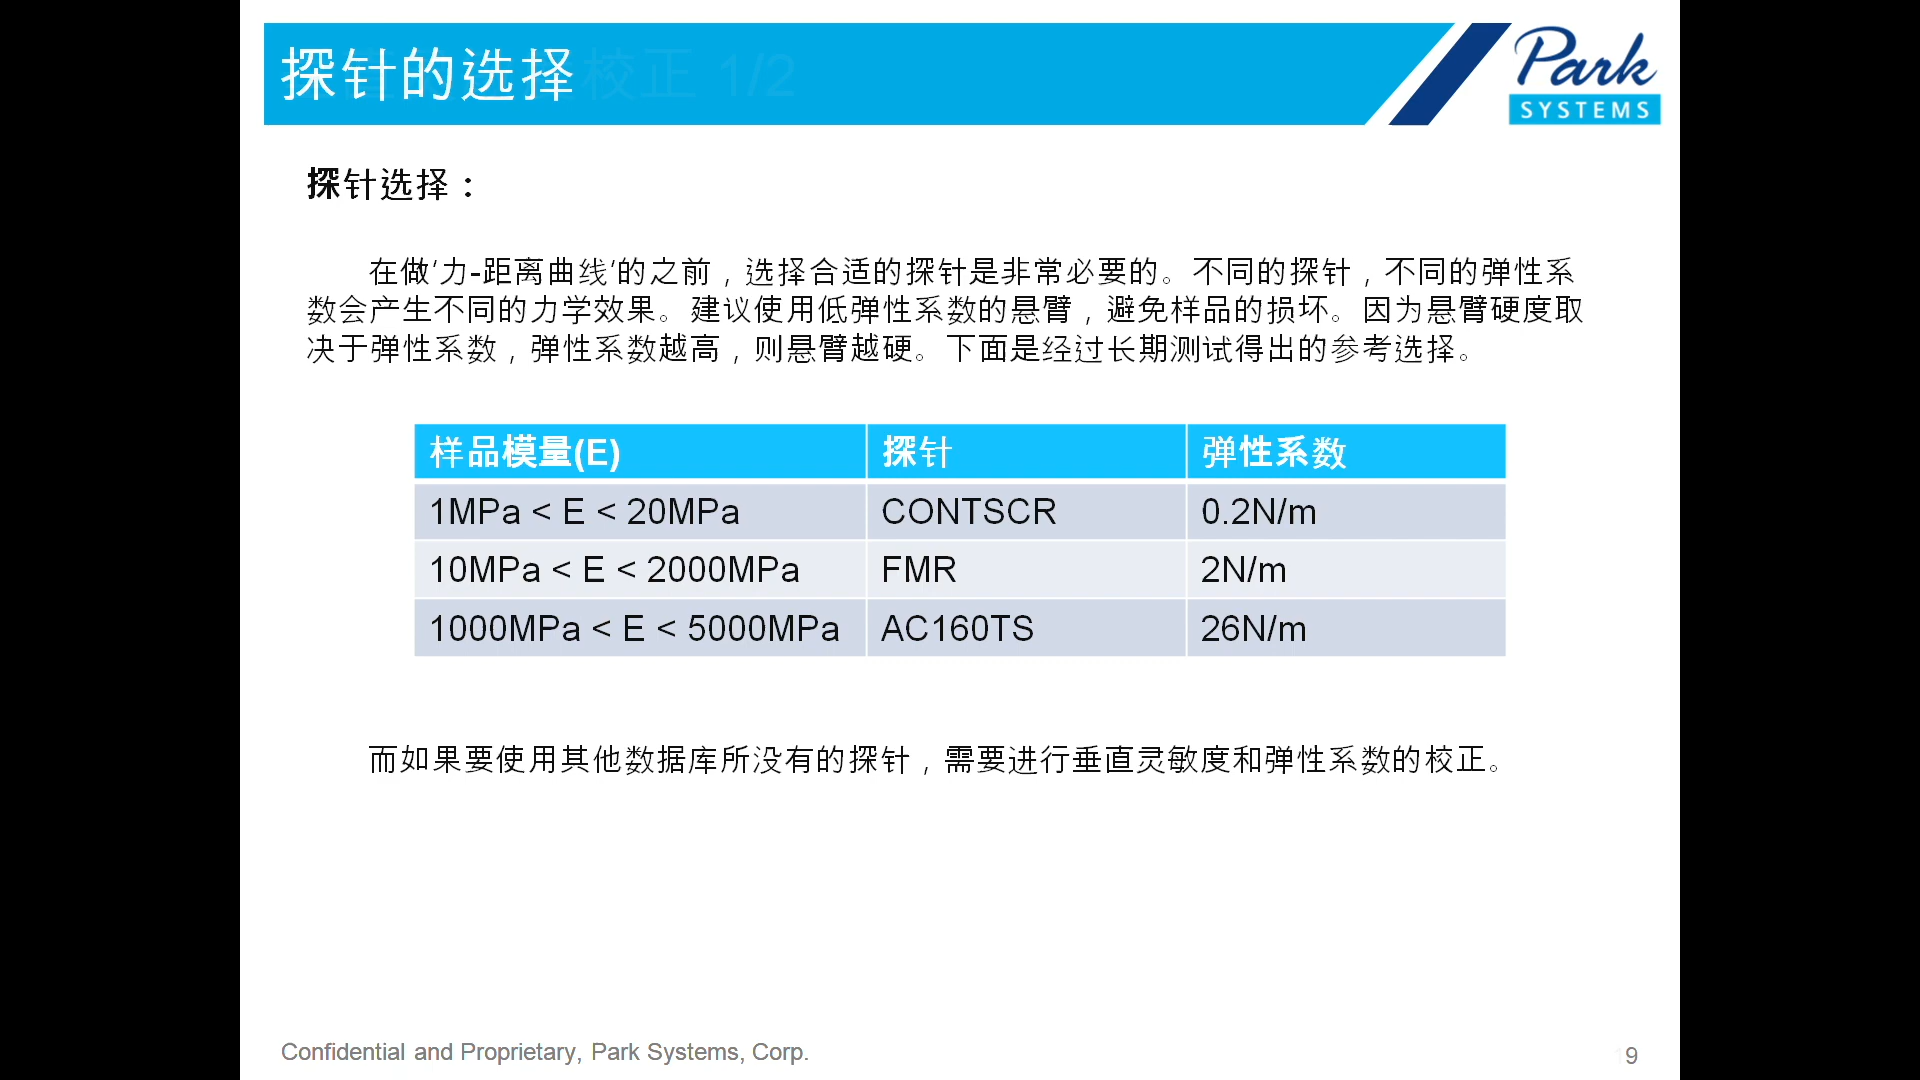 探针的选择
校正 1/2
Park
SYSTEMS
探针选择：
在做‘力-距离曲线’的之前，选择合适的探针是非常必要的。不同的探针，不同的弹性系
数会产生不同的力学效果。建议使用低弹性系数的悬臂，避免样品的损坏。因为悬臂硬度取
决于弹性系数，弹性系数越高，则悬臂越硬。下面是经过长期测试得出的参考选择。
样品模量(E) 探针 弹性系数
1MPa < E < 20MPa CONTSCR 0.2N/m
10MPa < E < 2000MPa FMR 2N/m
1000MPa < E < 5000MPa AC160TS 26N/m
而如果要使用其他数据库所没有的探针，需要进行垂直灵敏度和弹性系数的校正。
Confidential and Proprietary, Park Systems, Corp.
9